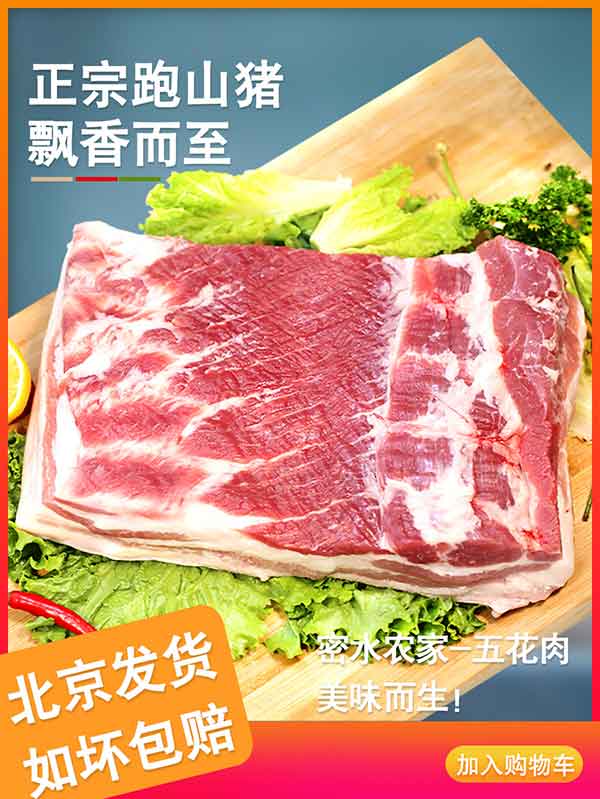 正宗跑山猪
飘香而至
密水农家-五花肉
美味而生!
北京发货
如坏包赔
加入购物车